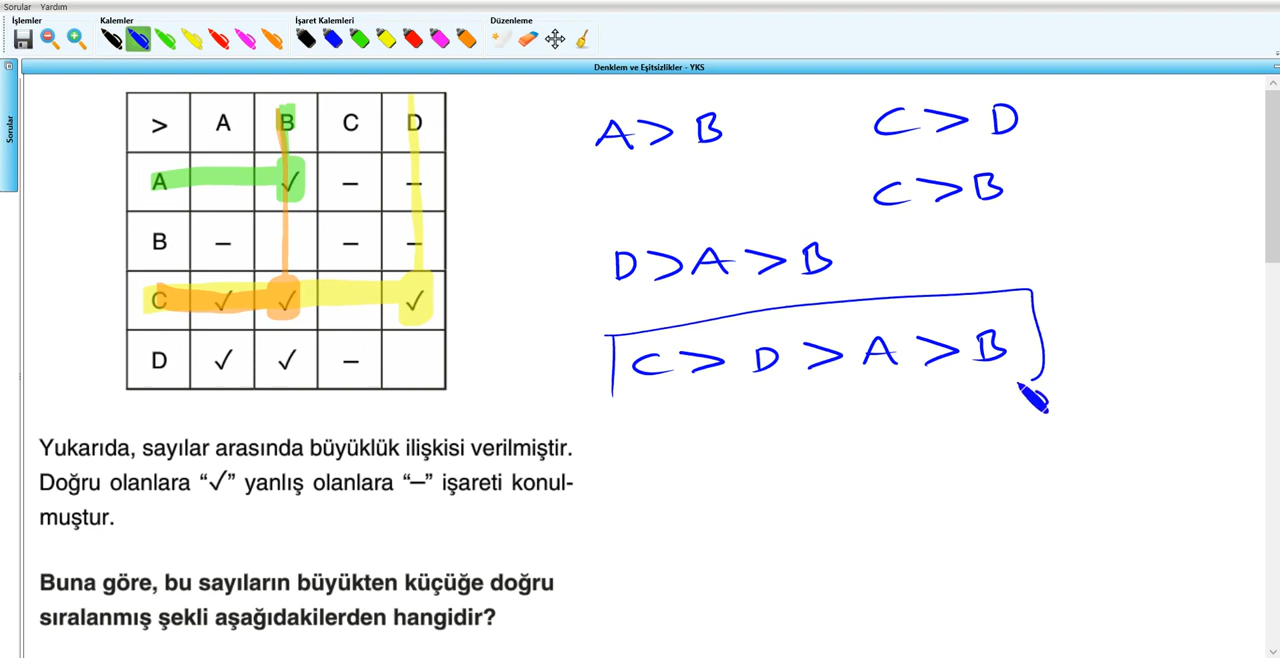 Sorular Yardım
İşlemler Kalemler İşaret Kalemleri Düzenleme
Denklem ve Eşitsizlikler - YKS
Sorular
> A B C D
A ✓ – –
B – – –
C ✓ ✓ ✓
D ✓ ✓ –
A > B
C > D
C > B
D > A > B
C > D > A > B
Yukarıda, sayılar arasında büyüklük ilişkisi verilmiştir.
Doğru olanlara “✓” yanlış olanlara “–” işareti konul-
muştur.
Buna göre, bu sayıların büyükten küçüğe doğru
sıralanmış şekli aşağıdakilerden hangidir?